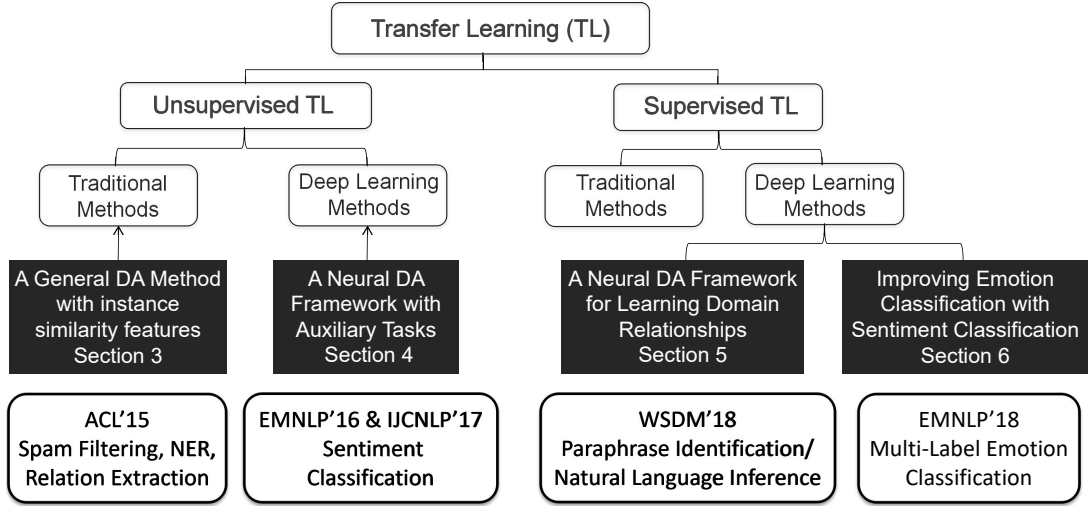 Transfer Learning (TL)
Unsupervised TL
Supervised TL
Traditional
Methods
Deep Learning
Methods
Traditional
Methods
Deep Learning
Methods
A General DA Method
with instance
similarity features
Section 3
A Neural DA
Framework with
Auxiliary Tasks
Section 4
A Neural DA Framework
for Learning Domain
Relationships
Section 5
Improving Emotion
Classification with
Sentiment Classification
Section 6
ACL’15
Spam Filtering, NER,
Relation Extraction
EMNLP’16 & IJCNLP’17
Sentiment
Classification
WSDM’18
Paraphrase Identification/
Natural Language Inference
EMNLP’18
Multi-Label Emotion
Classification